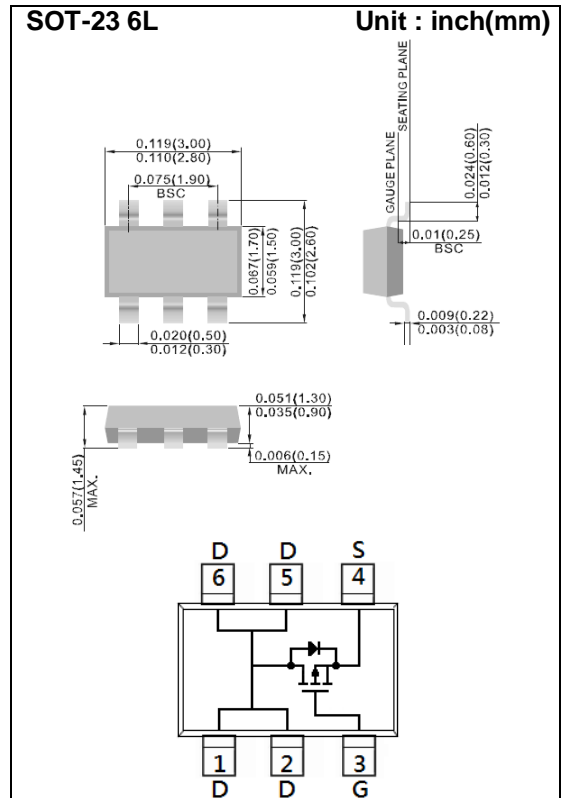 SOT-23 6L Unit : inch(mm)
SEATING PLANE
GAUGE PLANE
0.119(3.00)
0.110(2.80)
0.075(1.90)
BSC
0.024(0.60)
0.012(0.30)
0.067(1.70)
0.059(1.50)
0.119(3.00)
0.102(2.60)
0.01(0.25)
BSC
0.020(0.50)
0.012(0.30)
0.009(0.22)
0.003(0.08)
0.051(1.30)
0.035(0.90)
0.006(0.15)
MAX.
0.057(1.45)
MAX.
D D S
6 5 4
1 2 3
D D G